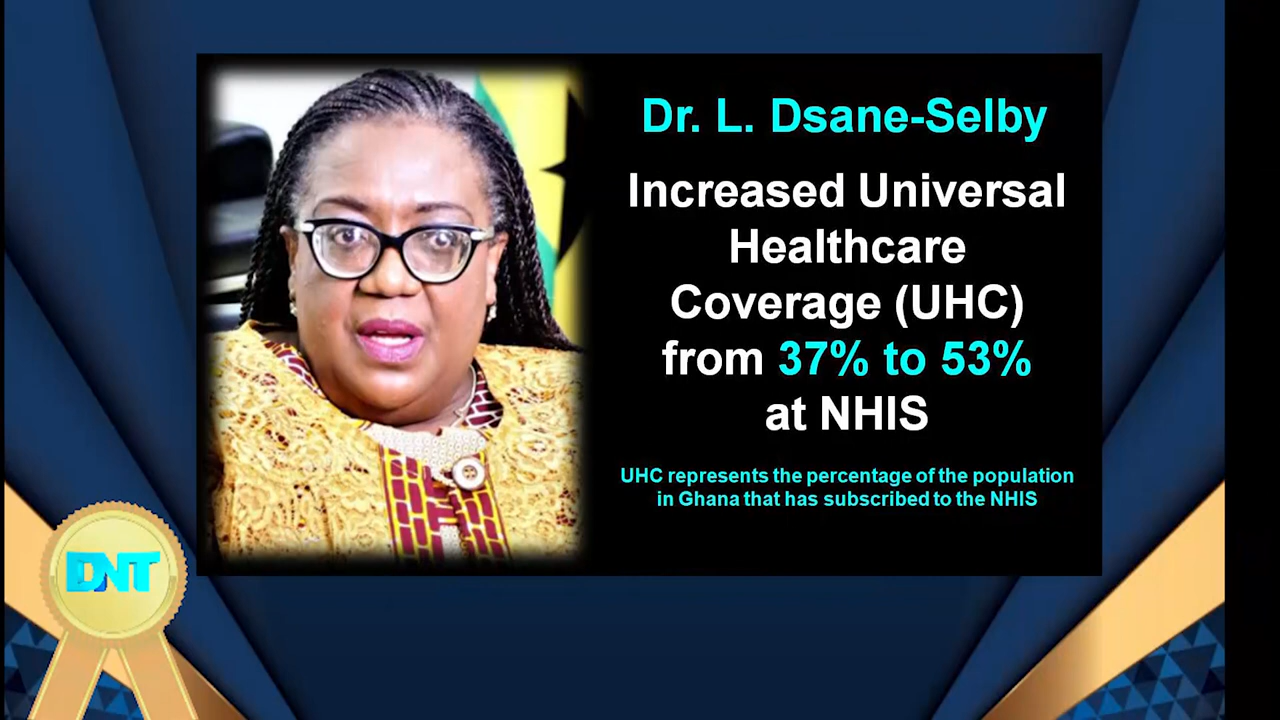 Dr. L. Dsane-Selby
Increased Universal
Healthcare
Coverage (UHC)
from 37% to 53%
at NHIS
UHC represents the percentage of the population
in Ghana that has subscribed to the NHIS
DNT